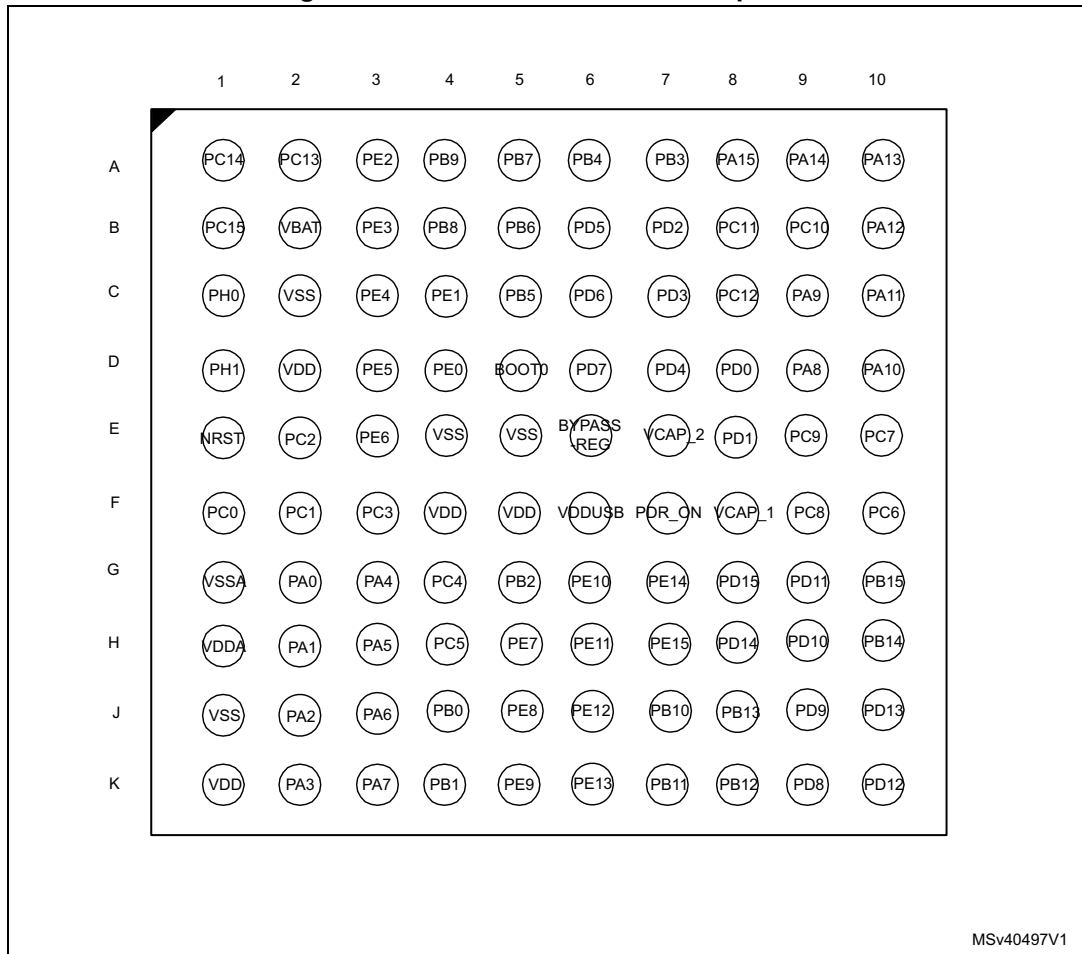 1 2 3 4 5 6 7 8 9 10
A PC14 PC13 PE2 PB9 PB7 PB4 PB3 PA15 PA14 PA13
B PC15 VBAT PE3 PB8 PB6 PD5 PD2 PC11 PC10 PA12
C PH0 VSS PE4 PE1 PB5 PD6 PD3 PC12 PA9 PA11
D PH1 VDD PE5 PE0 BOOT0 PD7 PD4 PD0 PA8 PA10
E NRST PC2 PE6 VSS VSS BYPASS-REG VCAP_2 PD1 PC9 PC7
F PC0 PC1 PC3 VDD VDD VDDUSB PDR_ON VCAP_1 PC8 PC6
G VSSA PA0 PA4 PC4 PB2 PE10 PE14 PD15 PD11 PB15
H VDDA PA1 PA5 PC5 PE7 PE11 PE15 PD14 PD10 PB14
J VSS PA2 PA6 PB0 PE8 PE12 PB10 PB13 PD9 PD13
K VDD PA3 PA7 PB1 PE9 PE13 PB11 PB12 PD8 PD12
MSv40497V1